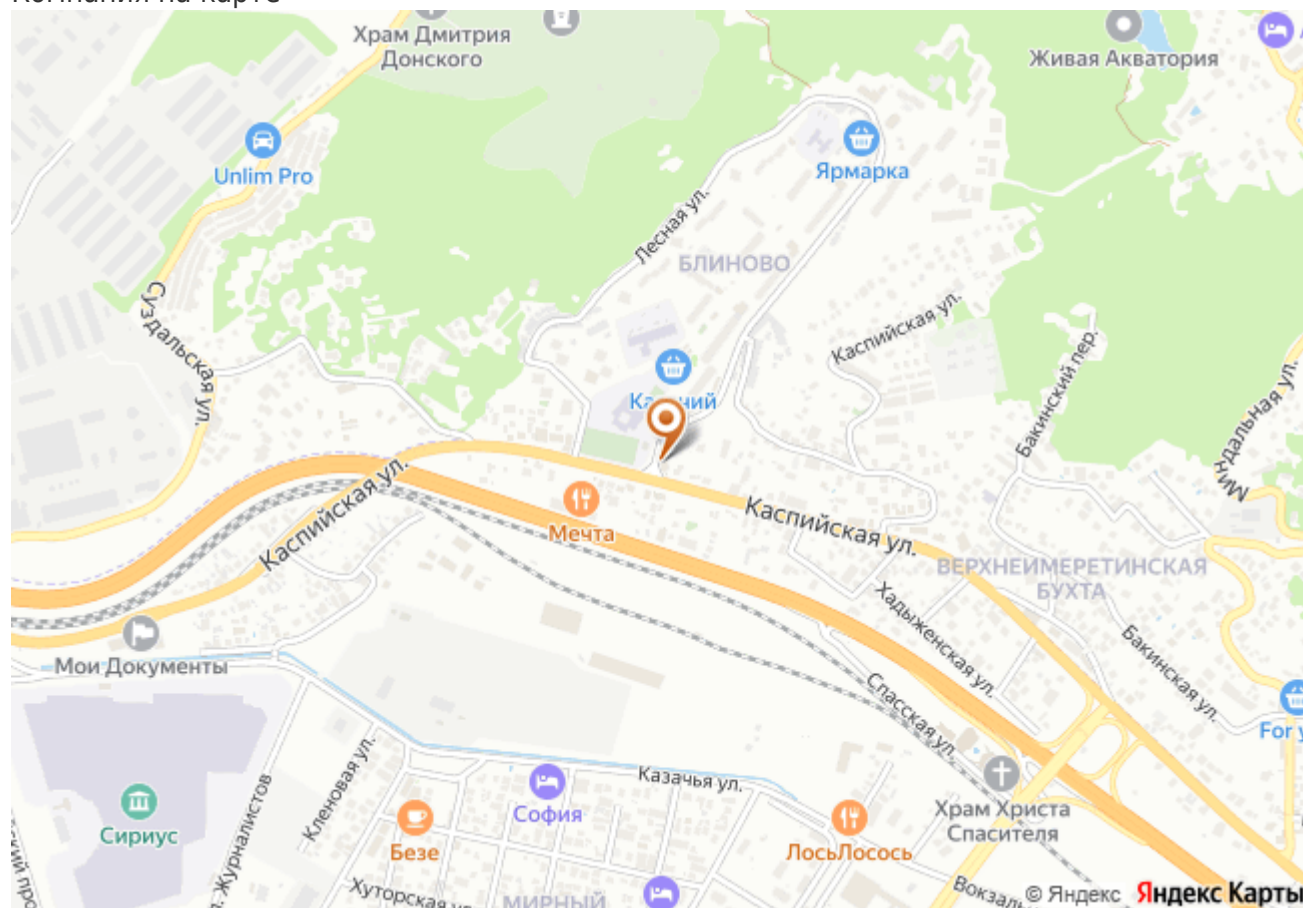 Храм Дмитрия
Донского
Живая Акватория
Unlim Pro
Ярмарка
Лесная ул.
БЛИНОВО
Суздальская ул.
Каспийская ул.
Бакинский пер.
Миндальная ул.
Каспийская ул.
Мечта
Каспийская ул.
ВЕРХНЕИМЕРЕТИНСКАЯ
БУХТА
Хадыженская ул.
Бакинская ул.
Мои Документы
Спасская ул.
For y
Кленовая ул.
Казачья ул.
София
Храм Христа
Спасителя
Сириус
Журналистов
Безе
ЛосьЛосось
Хуторская
МИРНЫЙ
© Яндекс Яндекс Карты